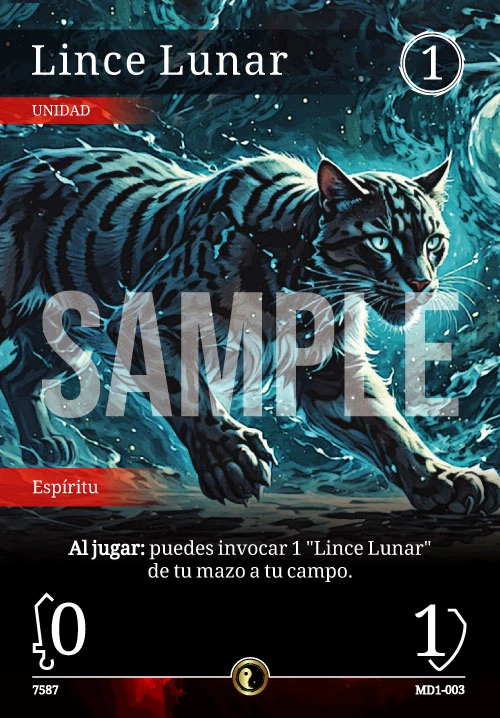 Lince Lunar
1
UNIDAD
SAMPLE
Espíritu
Al jugar: puedes invocar 1 "Lince Lunar"
de tu mazo a tu campo.
0
1
7587
MD1-003